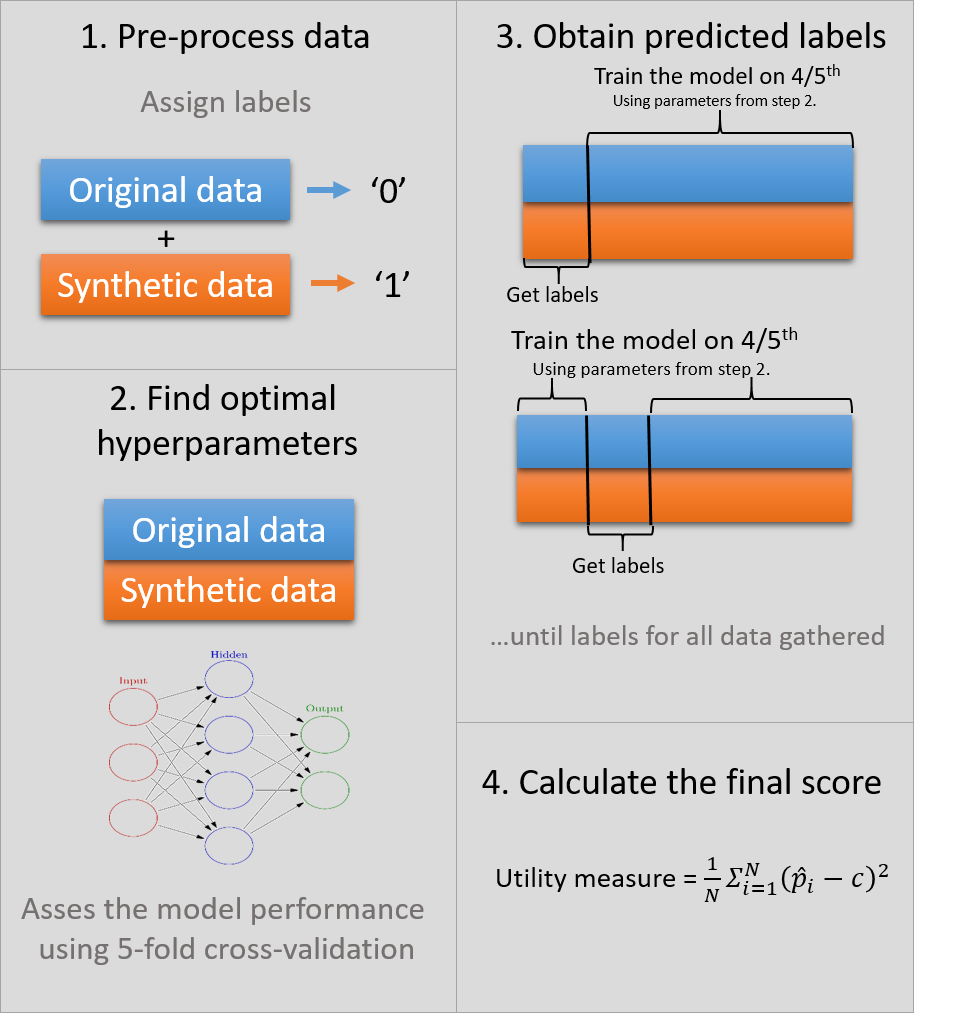 1. Pre-process data
Assign labels
Original data
‘0’
+
Synthetic data
‘1’
2. Find optimal
hyperparameters
Original data
Synthetic data
Hidden
Input
Output
Asses the model performance
using 5-fold cross-validation
3. Obtain predicted labels
Train the model on 4/5th
Using parameters from step 2.
Get labels
Train the model on 4/5th
Using parameters from step 2.
Get labels
...until labels for all data gathered
4. Calculate the final score
Utility measure = 1/N Σ_{i=1}^{N}(p̂_i − c)²